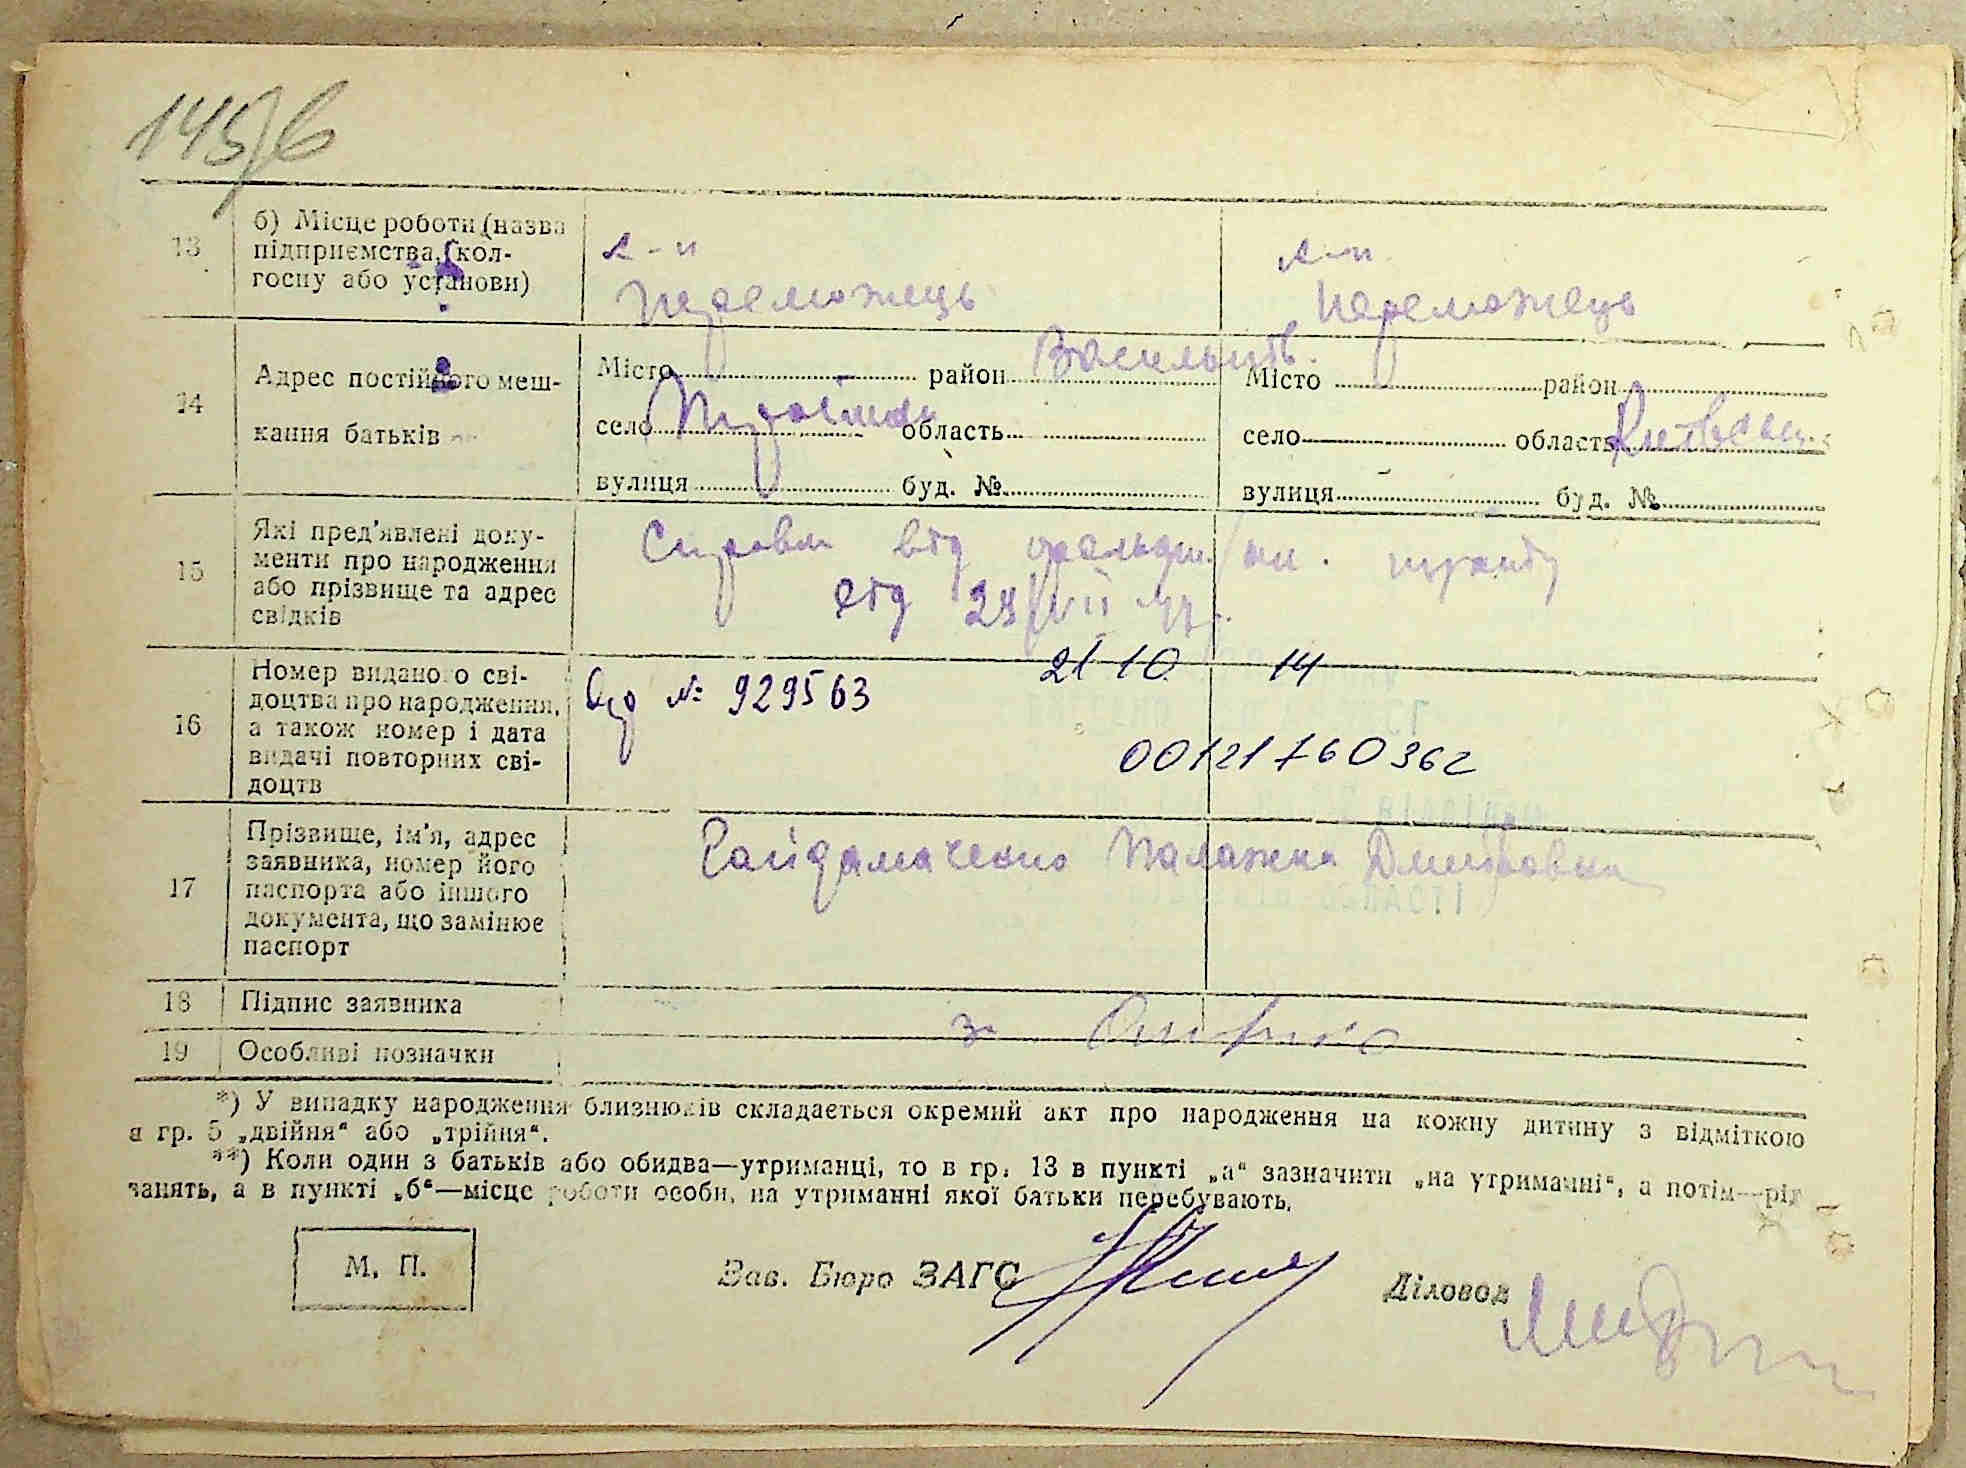 145/6
13
б) Місце роботи (назва підприємства, (колгоспу або установи)
к-п
Переможець
к-п
Переможець
14
Адрес постійного мешкання батьків
Місто район Васильків.
село область
вулиця буд. №
Місто район
село область Київськ.
вулиця буд. №
15
Які пред'явлені документи про народження або прізвище та адрес свідків
від
від
16
Номер виданого свідоцтва про народження, а також номер і дата видачі повторних свідоцтв
№ 929563
21 10 14
00121760362
17
Прізвище, ім'я, адрес заявника, номер його паспорта або іншого документа, що замінює паспорт
Гайдамаченко Палажка Дмитровна
18
Підпис заявника
19
Особливі позначки
*) У випадку народження близнюків складається окремий акт про народження на кожну дитину з відміткою
в гр. 5 „двійня“ або „трійня“.
**) Коли один з батьків або обидва—утриманці, то в гр. 13 в пункті „а“ зазначити „на утриманні“, а потім—рід
занять, а в пункті „б“—місце роботи особи, на утриманні якої батьки перебувають.
М. П.
Зав. Бюро ЗАГС
Діловод